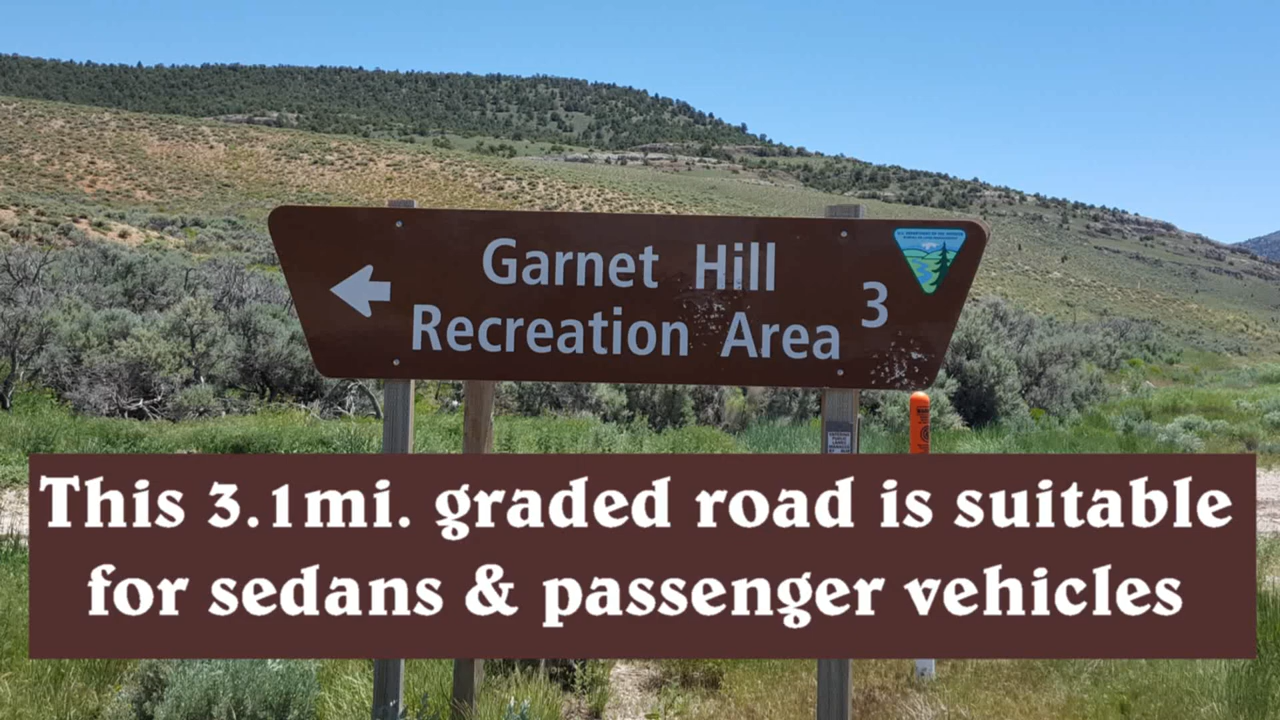 Garnet Hill
Recreation Area 3
This 3.1mi. graded road is suitable
for sedans & passenger vehicles